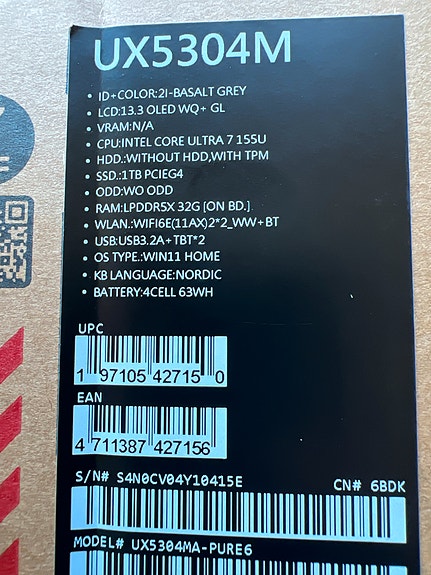 UX5304M
• ID+COLOR:2I-BASALT GREY
• LCD:13.3 OLED WQ+ GL
• VRAM:N/A
• CPU:INTEL CORE ULTRA 7 155U
• HDD.:WITHOUT HDD,WITH TPM
• SSD.:1TB PCIEG4
• ODD:WO ODD
• RAM:LPDDR5X 32G [ON BD.]
• WLAN.:WIFI6E(11AX)2*2_WW+BT
• USB:USB3.2A+TBT*2
• OS TYPE.:WIN11 HOME
• KB LANGUAGE:NORDIC
• BATTERY:4CELL 63WH
UPC
1 97105 42715 0
EAN
4 711387 427156
S/N# S4N0CV04Y10415E CN# 6BDK
MODEL# UX5304MA-PURE6